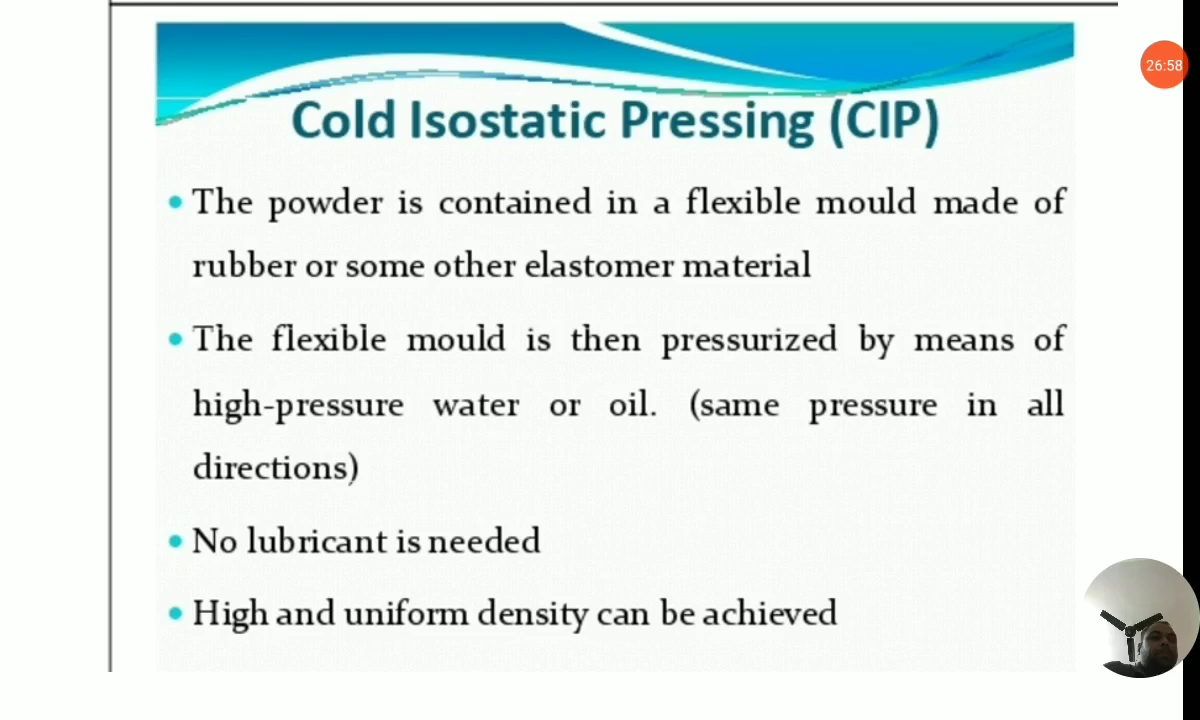 26:58
Cold Isostatic Pressing (CIP)
• The powder is contained in a flexible mould made of
rubber or some other elastomer material
• The flexible mould is then pressurized by means of
high-pressure water or oil. (same pressure in all
directions)
• No lubricant is needed
• High and uniform density can be achieved